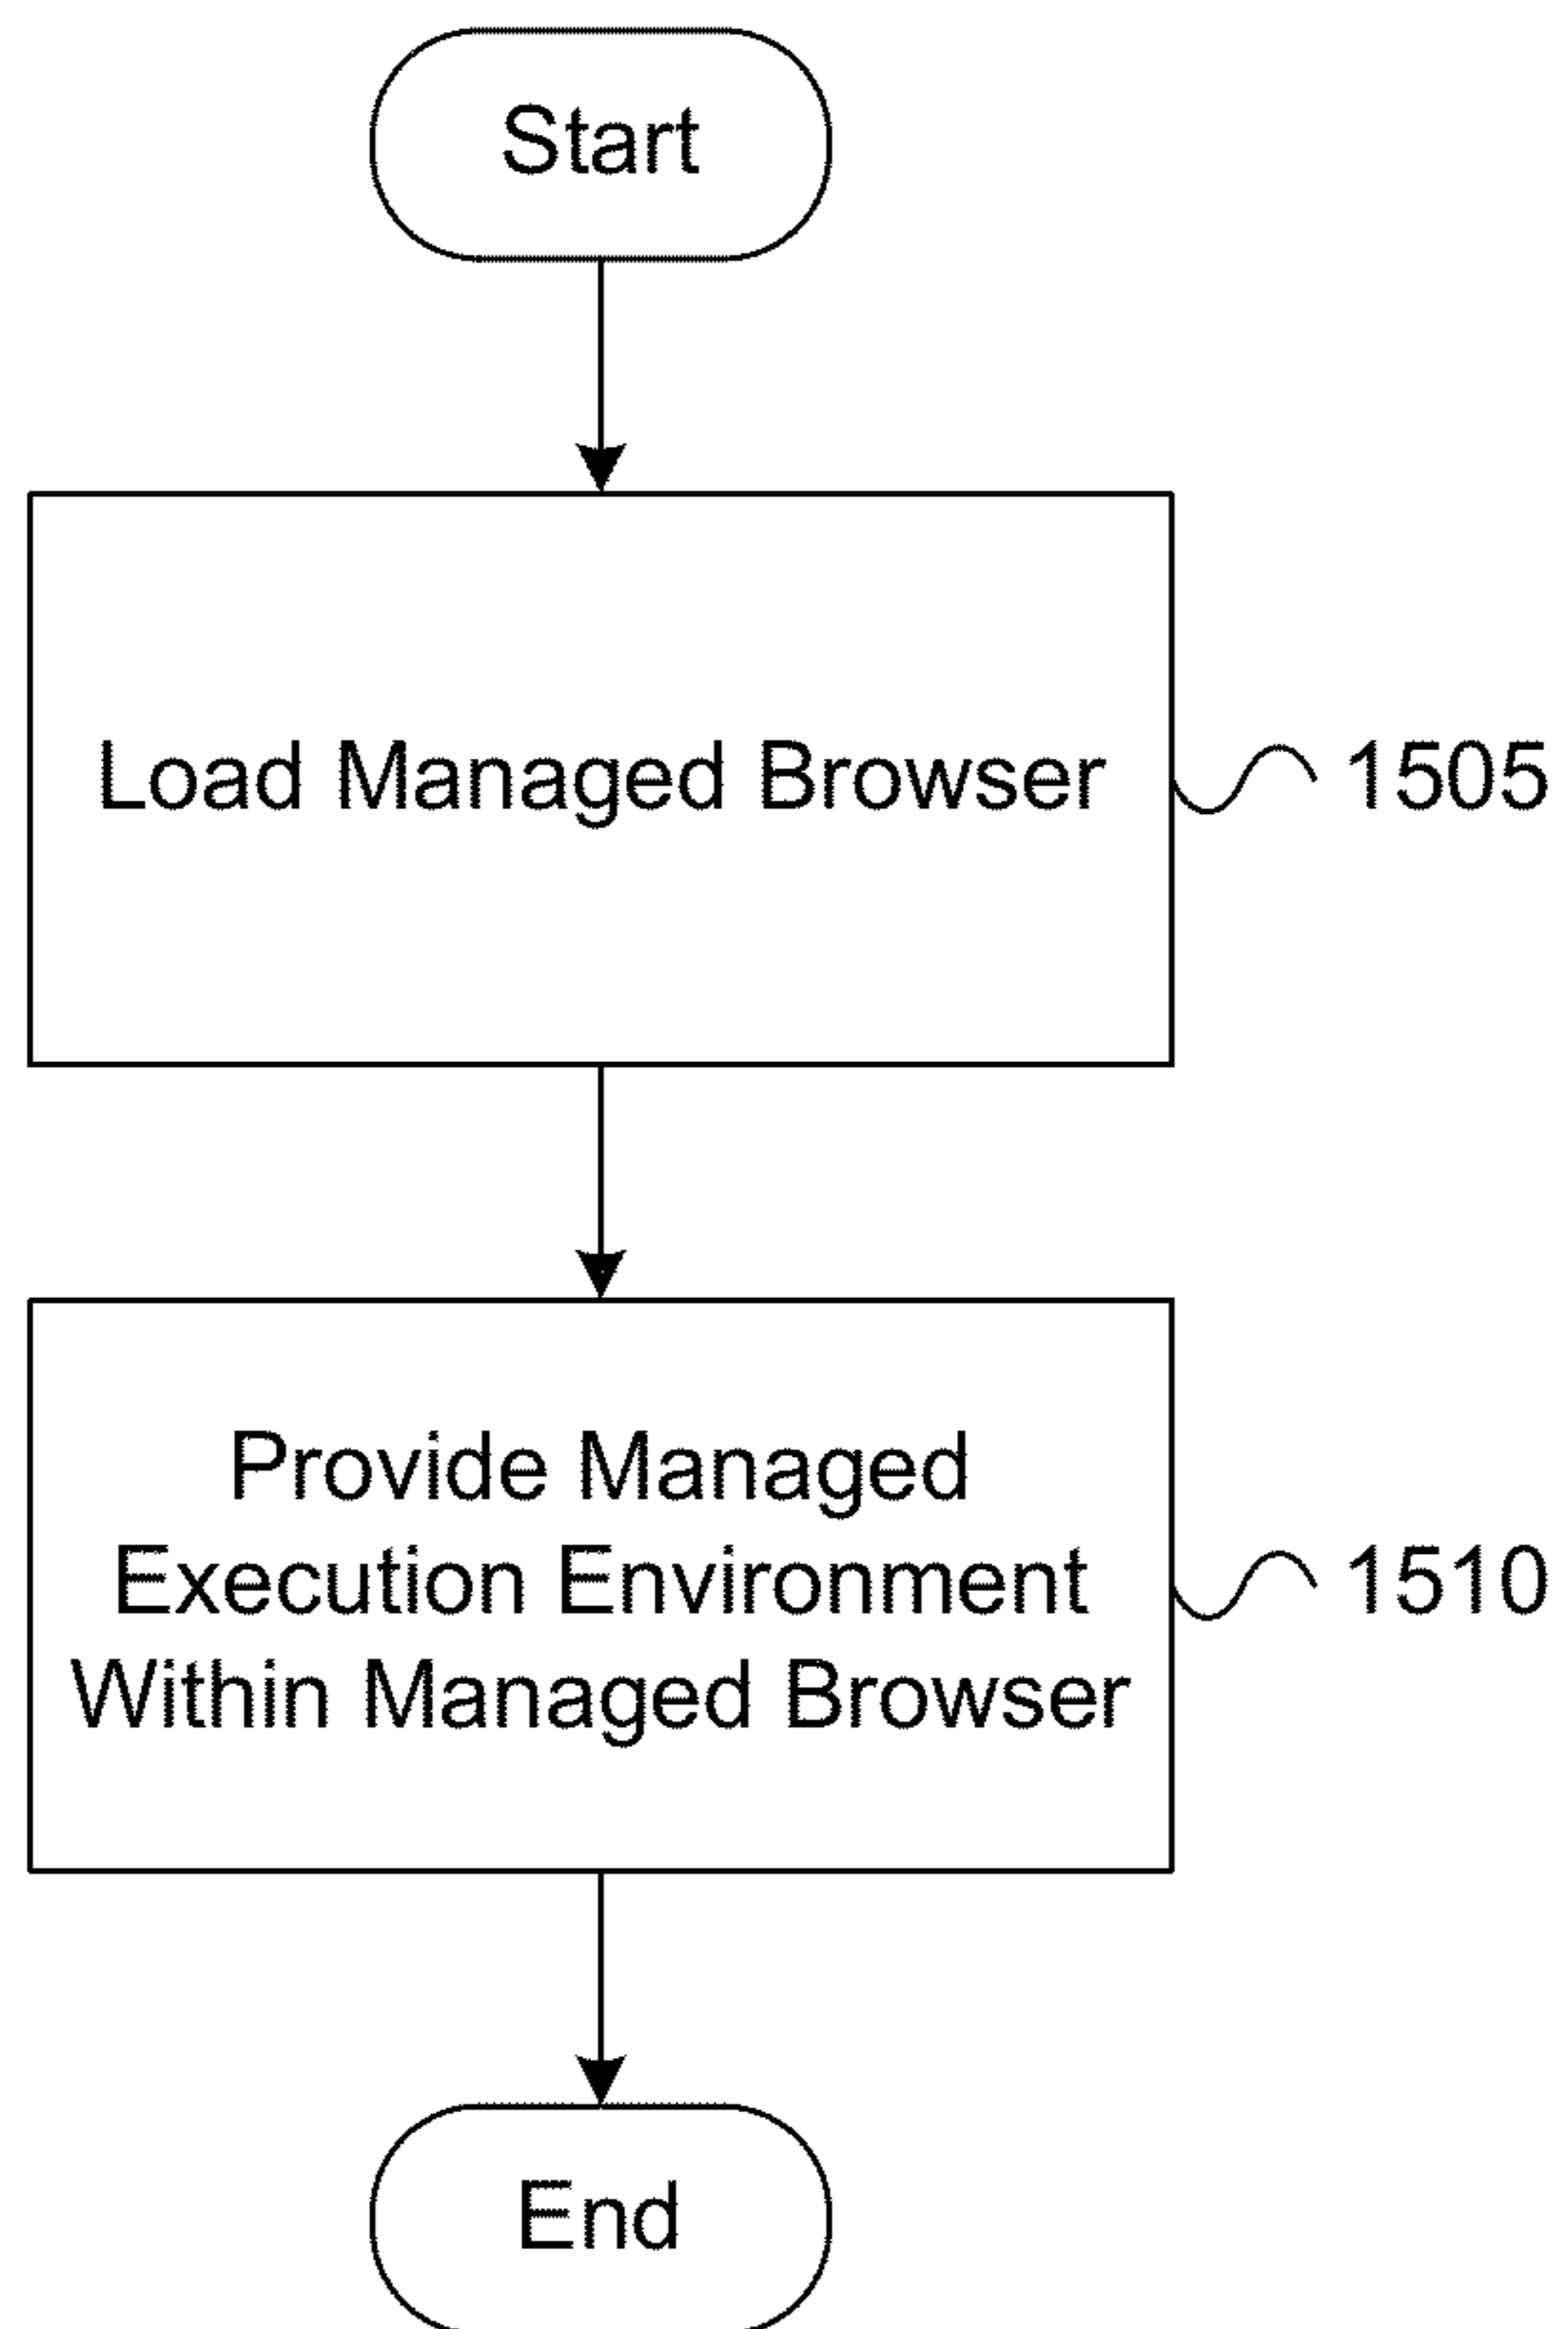 Start
Load Managed Browser
1505
Provide Managed
Execution Environment
Within Managed Browser
1510
End